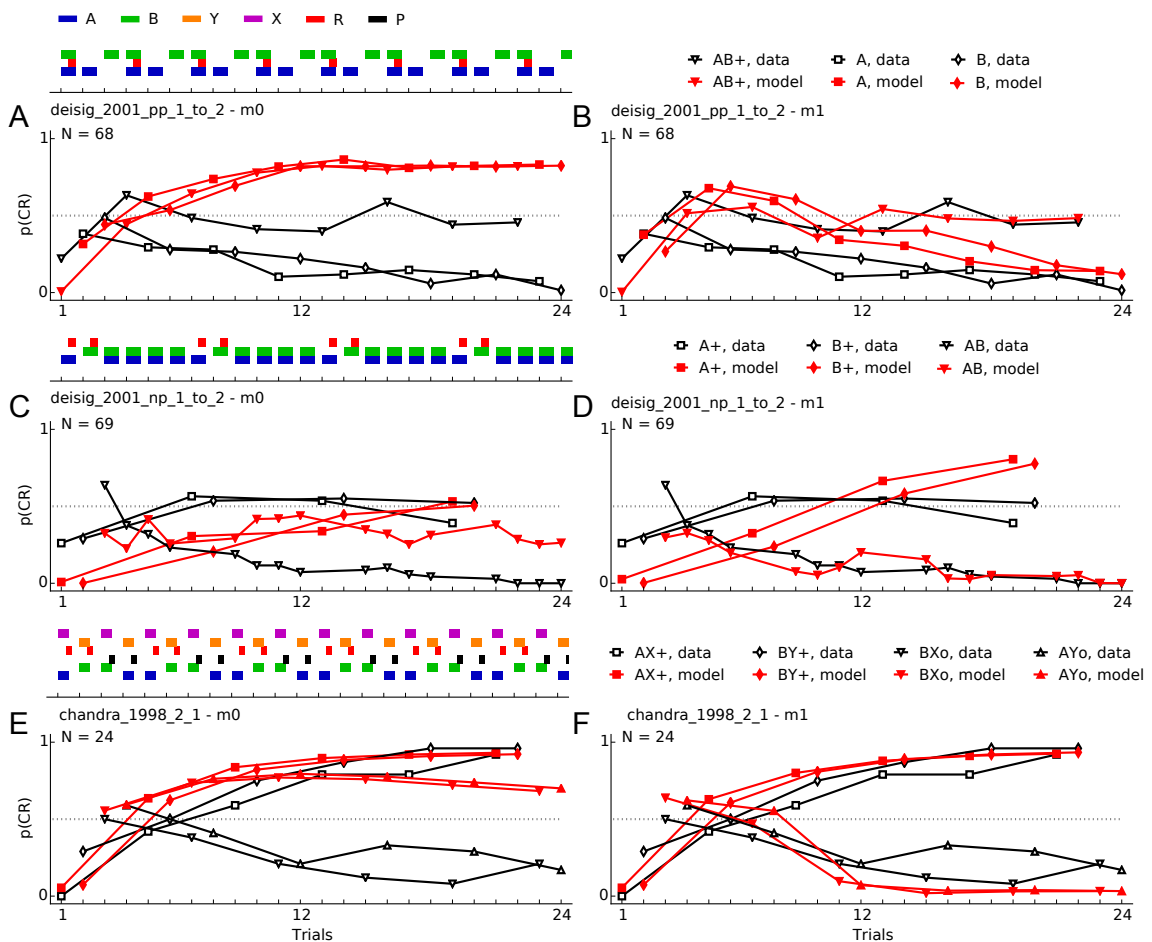 A B Y X R P
AB+, data A, data B, data
AB+, model A, model B, model
A deisig_2001_pp_1_to_2 - m0
B deisig_2001_pp_1_to_2 - m1
N = 68
N = 68
1
p(CR)
0
1 12 24
1
p(CR)
0
1 12 24
A+, data B+, data AB, data
A+, model B+, model AB, model
C deisig_2001_np_1_to_2 - m0
D deisig_2001_np_1_to_2 - m1
N = 69
N = 69
1
p(CR)
0
1 12 24
1
p(CR)
0
1 12 24
AX+, data BY+, data BXo, data AYo, data
AX+, model BY+, model BXo, model AYo, model
E chandra_1998_2_1 - m0
F chandra_1998_2_1 - m1
N = 24
N = 24
1
p(CR)
0
1 12 24
Trials
1
p(CR)
0
1 12 24
Trials